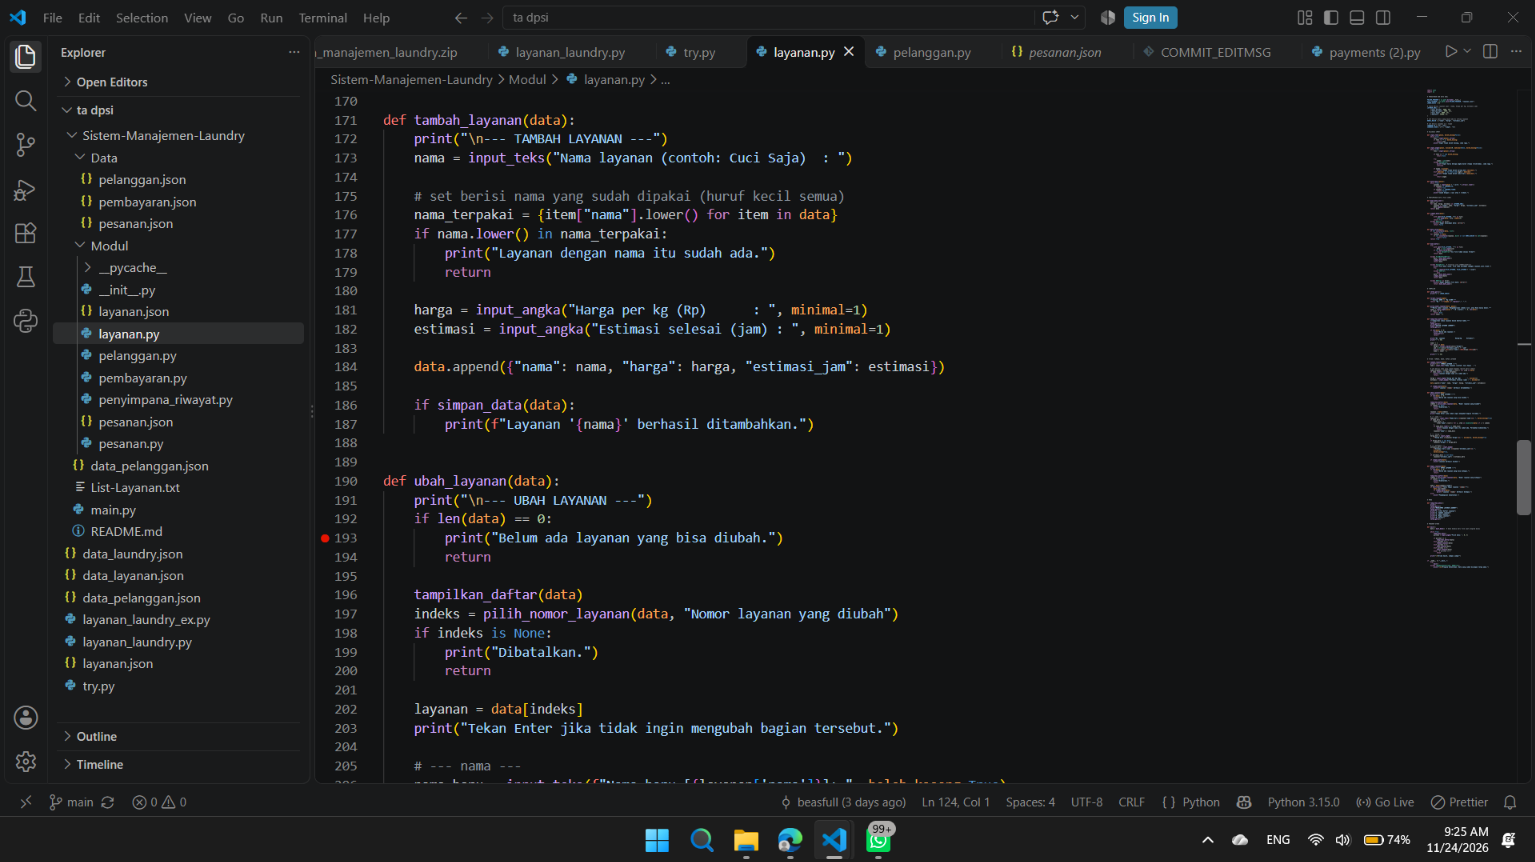 File Edit Selection View Go Run Terminal Help
ta dpsi
Sign In
Explorer
Open Editors
ta dpsi
Sistem-Manajemen-Laundry
Data
{} pelanggan.json
{} pembayaran.json
{} pesanan.json
Modul
__pycache__
__init__.py
{} layanan.json
layanan.py
pelanggan.py
pembayaran.py
penyimpana_riwayat.py
{} pesanan.json
pesanan.py
{} data_pelanggan.json
List-Layanan.txt
main.py
README.md
{} data_laundry.json
{} data_layanan.json
{} data_pelanggan.json
layanan_laundry_ex.py
layanan_laundry.py
{} layanan.json
try.py
Outline
Timeline
_manajemen_laundry.zip
layanan_laundry.py
try.py
layanan.py
pelanggan.py
{} pesanan.json
COMMIT_EDITMSG
payments (2).py
Sistem-Manajemen-Laundry > Modul > layanan.py > ...
170
171 def tambah_layanan(data):
172 print("\n--- TAMBAH LAYANAN ---")
173 nama = input_teks("Nama layanan (contoh: Cuci Saja)  : ")
174
175 # set berisi nama yang sudah dipakai (huruf kecil semua)
176 nama_terpakai = {item["nama"].lower() for item in data}
177 if nama.lower() in nama_terpakai:
178 print("Layanan dengan nama itu sudah ada.")
179 return
180
181 harga = input_angka("Harga per kg (Rp)      : ", minimal=1)
182 estimasi = input_angka("Estimasi selesai (jam) : ", minimal=1)
183
184 data.append({"nama": nama, "harga": harga, "estimasi_jam": estimasi})
185
186 if simpan_data(data):
187 print(f"Layanan '{nama}' berhasil ditambahkan.")
188
189
190 def ubah_layanan(data):
191 print("\n--- UBAH LAYANAN ---")
192 if len(data) == 0:
193 print("Belum ada layanan yang bisa diubah.")
194 return
195
196 tampilkan_daftar(data)
197 indeks = pilih_nomor_layanan(data, "Nomor layanan yang diubah")
198 if indeks is None:
199 print("Dibatalkan.")
200 return
201
202 layanan = data[indeks]
203 print("Tekan Enter jika tidak ingin mengubah bagian tersebut.")
204
205 # --- nama ---
main
0 0
beasfull (3 days ago)
Ln 124, Col 1
Spaces: 4
UTF-8
CRLF
{ } Python
Python 3.15.0
Go Live
Prettier
99+
ENG
74%
9:25 AM
11/24/2026